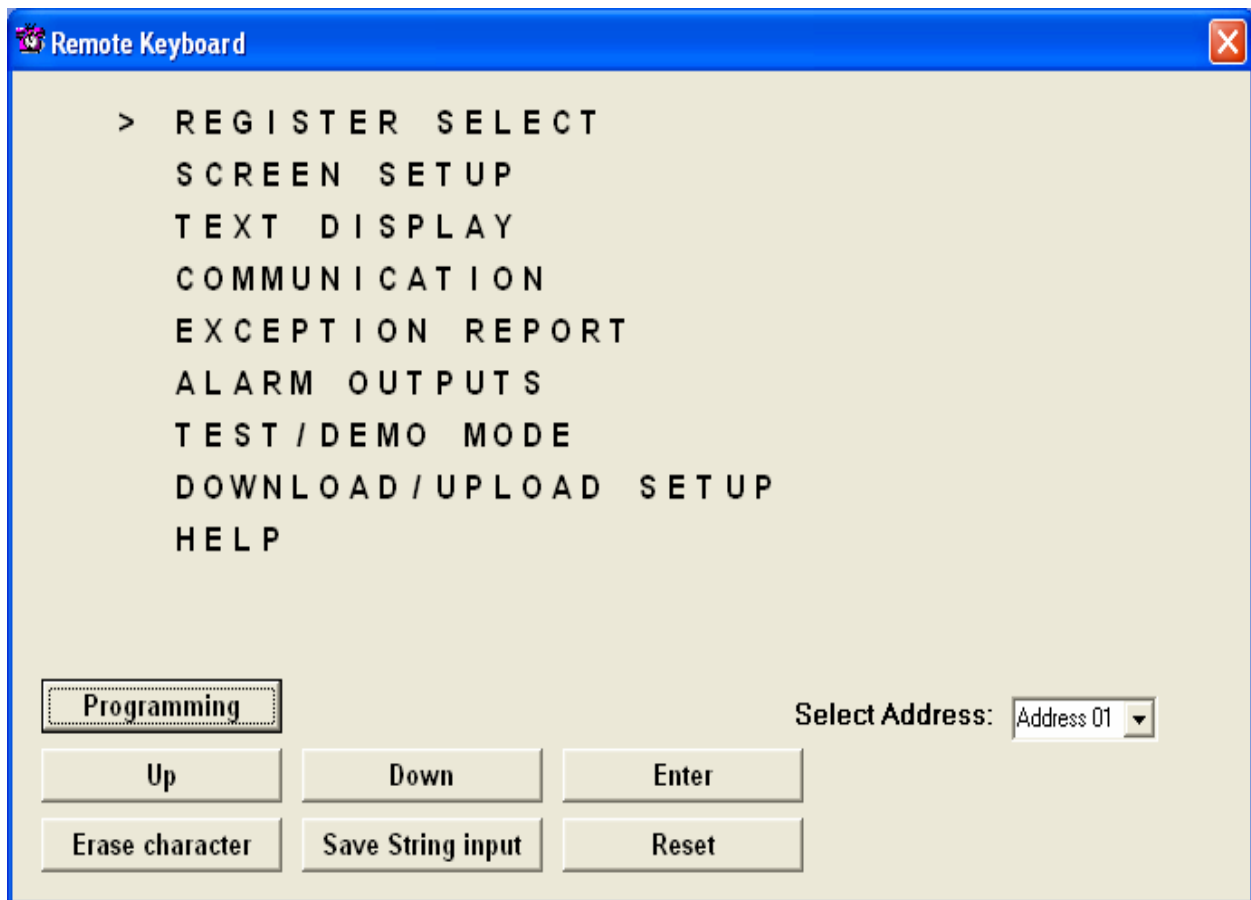 Remote Keyboard
> REGISTER SELECT
SCREEN SETUP
TEXT DISPLAY
COMMUNICATION
EXCEPTION REPORT
ALARM OUTPUTS
TEST/DEMO MODE
DOWNLOAD/UPLOAD SETUP
HELP
Programming
Select Address: Address 01
Up Down Enter
Erase character Save String input Reset